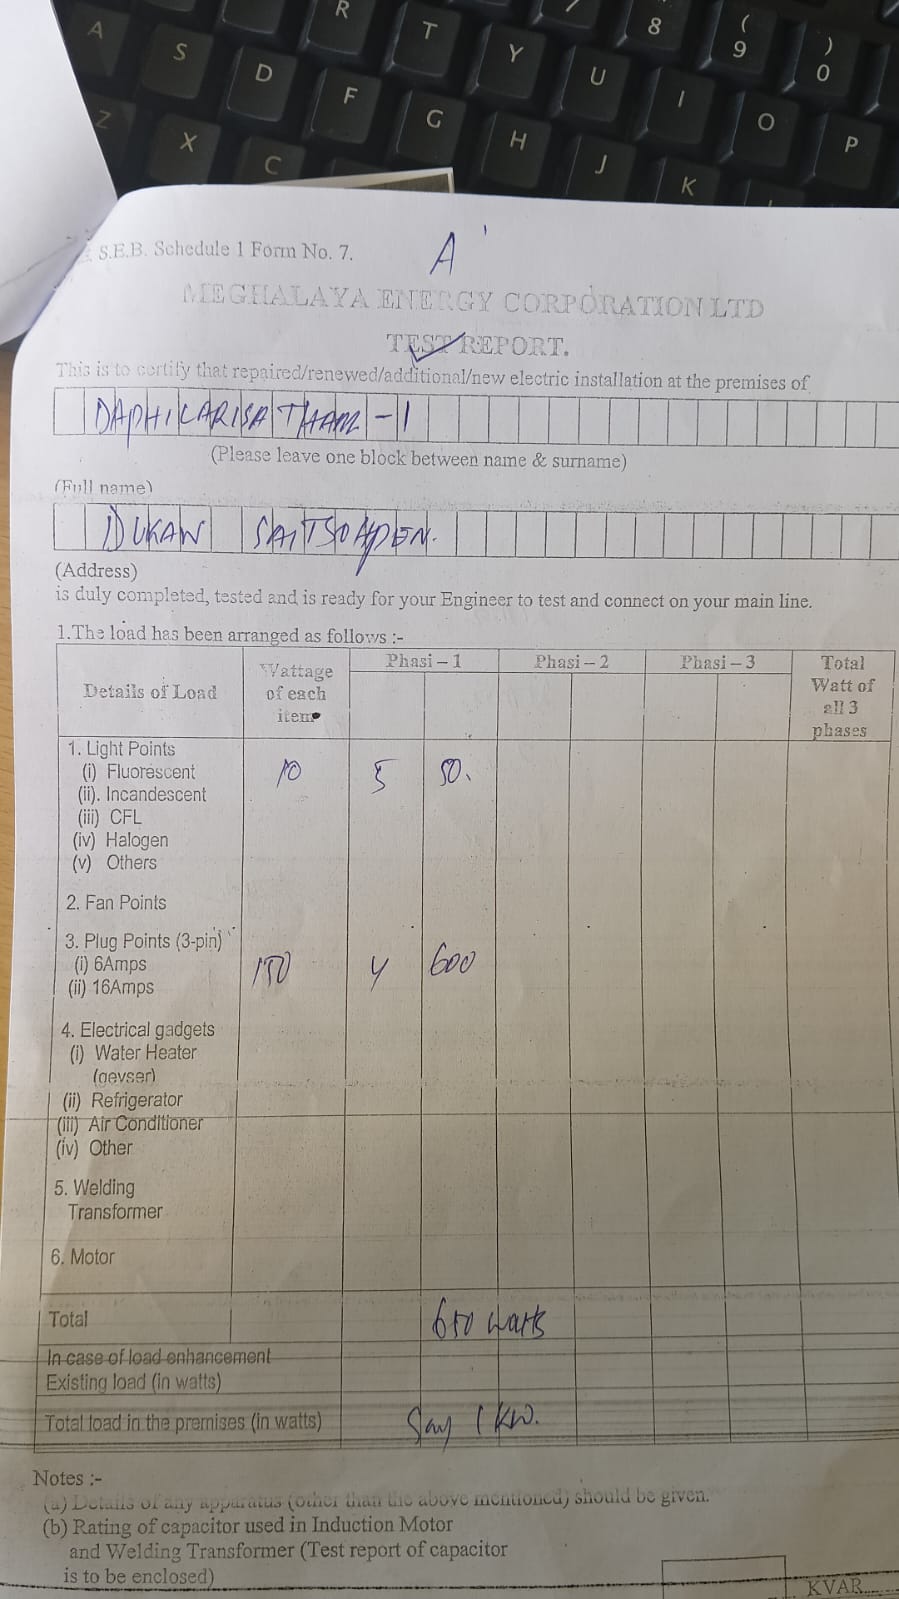 A
S
D
F
G
H
J
K
R
T
Y
U
I
O
P
Z
X
C
8
(
9
)
0
S.E.B. Schedule 1 Form No. 7.
A'
MEGHALAYA ENERGY CORPORATION LTD
TEST REPORT.
This is to certify that repaired/renewed/additional/new electric installation at the premises of
DAPHILARISA THAM - 1
(Please leave one block between name & surname)
(Full name)
DUKAW SAITSOHPEN.
(Address)
is duly completed, tested and is ready for your Engineer to test and connect on your main line.
1.The load has been arranged as follows :-
Details of Load Wattage of each item Phasi – 1 Phasi – 2 Phasi – 3 Total Watt of all 3 phases
1. Light Points
(i) Fluorescent 10 5 50.
(ii). Incandescent
(iii) CFL
(iv) Halogen
(v) Others
2. Fan Points
3. Plug Points (3-pin)
(i) 6Amps 150 4 600
(ii) 16Amps
4. Electrical gadgets
(i) Water Heater
(geyser)
(ii) Refrigerator
(iii) Air Conditioner
(iv) Other
5. Welding
Transformer
6. Motor
Total 650 watts
In case of load enhancement
Existing load (in watts)
Total load in the premises (in watts) Say 1 KW.
Notes :-
(a) Details of any apparatus (other than the above mentioned) should be given.
(b) Rating of capacitor used in Induction Motor
and Welding Transformer (Test report of capacitor
is to be enclosed)
KVAR